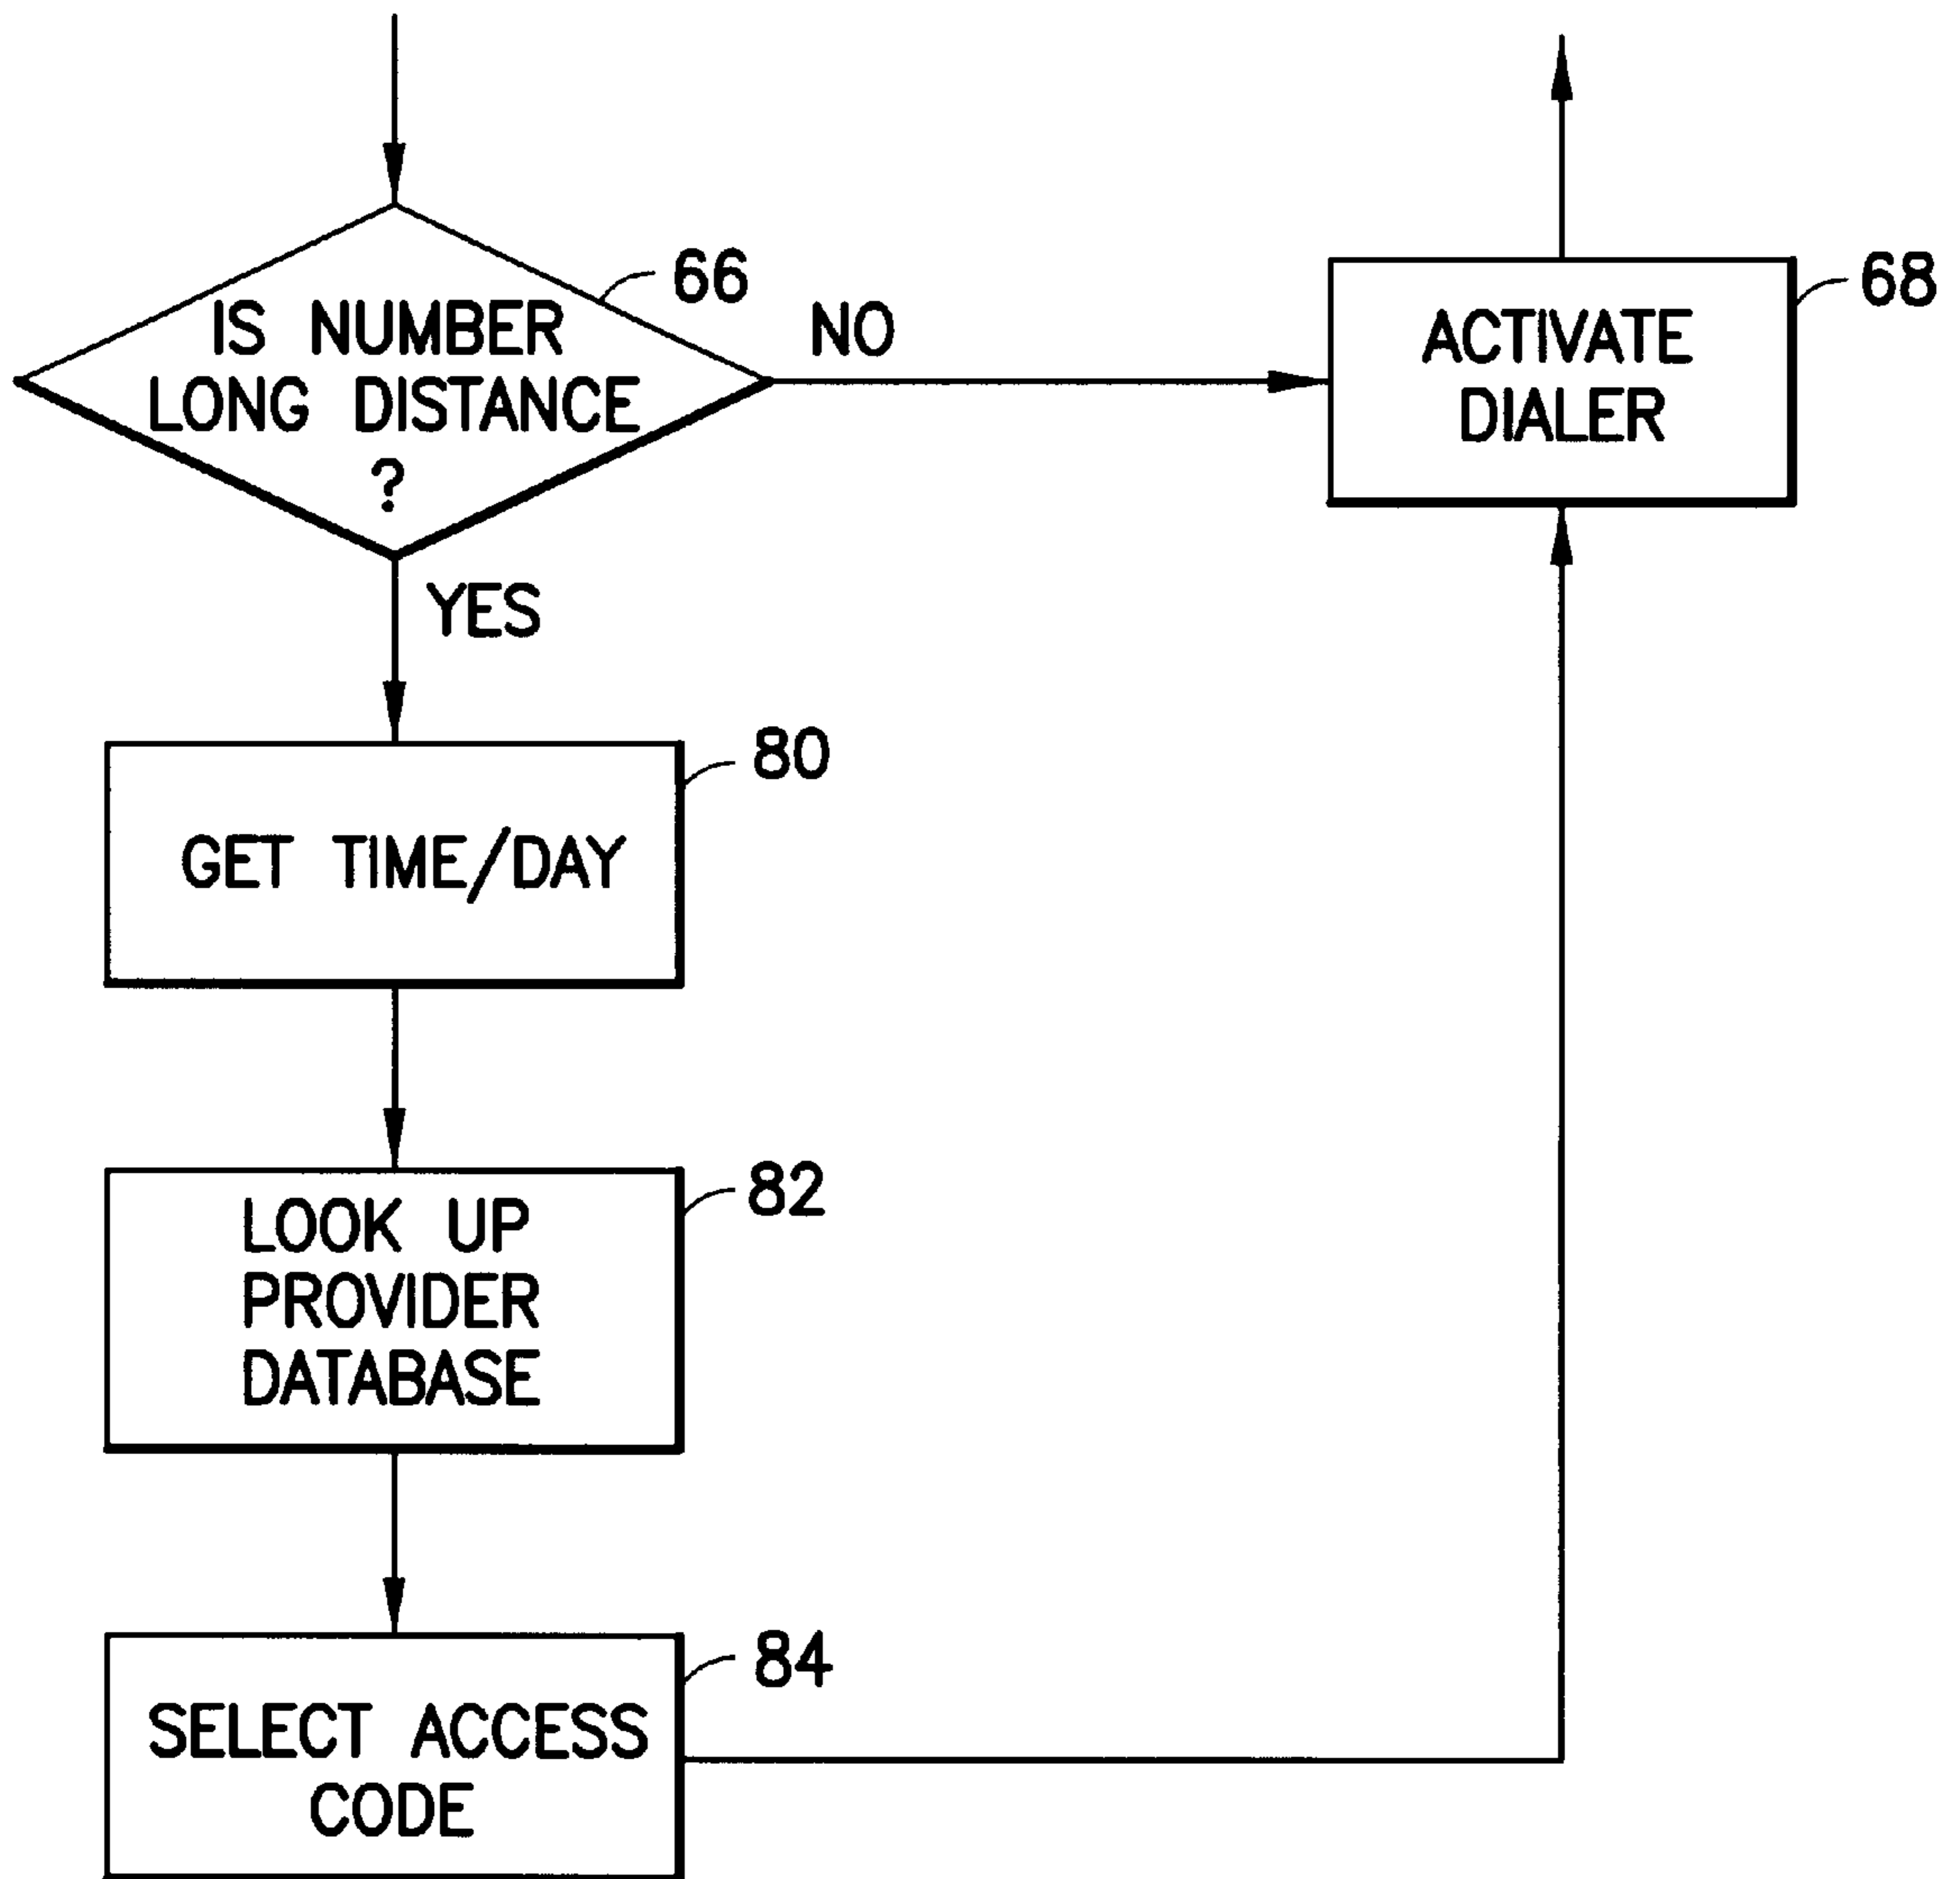 66
IS NUMBER
LONG DISTANCE
?
NO
68
ACTIVATE
DIALER
YES
80
GET TIME/DAY
82
LOOK UP
PROVIDER
DATABASE
84
SELECT ACCESS
CODE